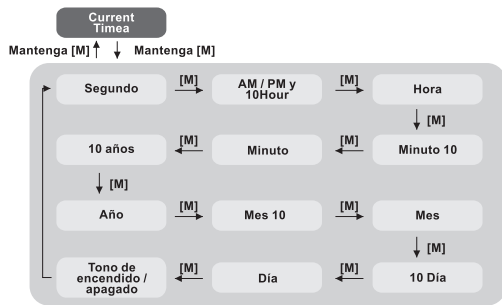 Current
Timea
Mantenga [M] Mantenga [M]
Segundo [M] AM / PM y
10Hour [M] Hora
[M]
10 años [M] Minuto [M] Minuto 10
[M]
Año [M] Mes 10 [M] Mes
[M]
Tono de
encendido /
apagado [M] Día [M] 10 Día